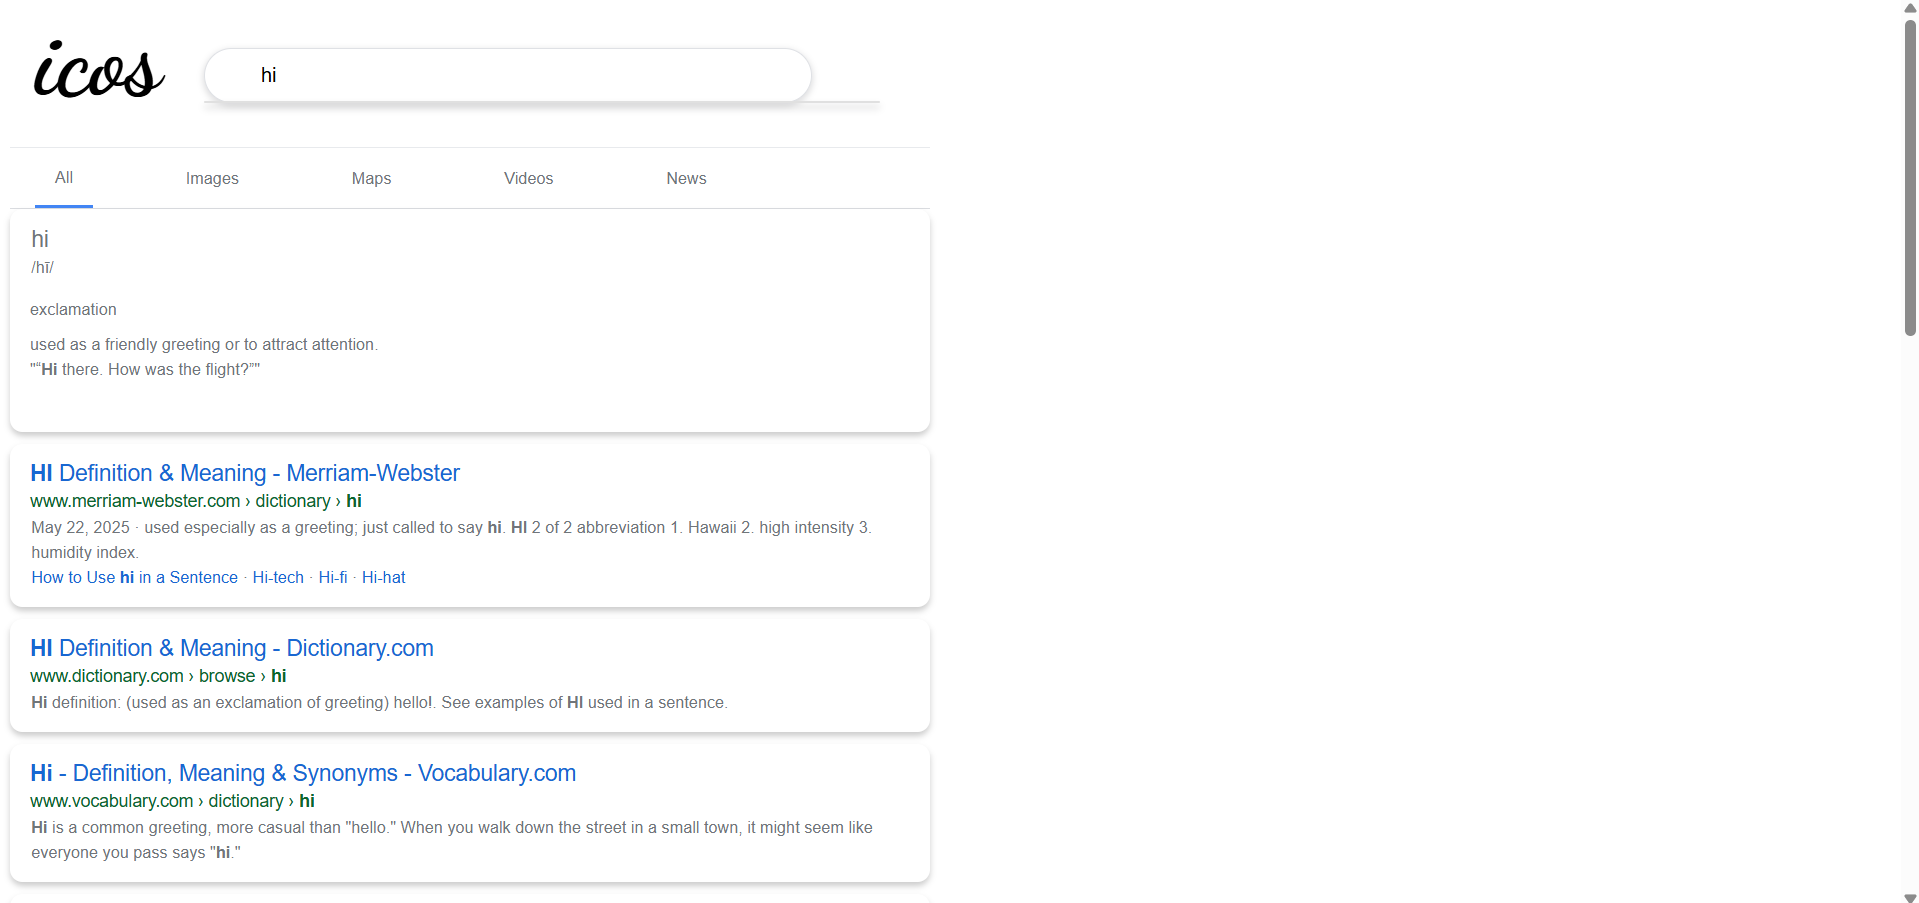 icos
hi
All Images Maps Videos News
hi
/hī/
exclamation
used as a friendly greeting or to attract attention.
"“Hi there. How was the flight?”"
HI Definition & Meaning - Merriam-Webster
www.merriam-webster.com › dictionary › hi
May 22, 2025 · used especially as a greeting; just called to say hi. HI 2 of 2 abbreviation 1. Hawaii 2. high intensity 3.
humidity index.
How to Use hi in a Sentence · Hi-tech · Hi-fi · Hi-hat
HI Definition & Meaning - Dictionary.com
www.dictionary.com › browse › hi
Hi definition: (used as an exclamation of greeting) hello!. See examples of HI used in a sentence.
Hi - Definition, Meaning & Synonyms - Vocabulary.com
www.vocabulary.com › dictionary › hi
Hi is a common greeting, more casual than "hello." When you walk down the street in a small town, it might seem like
everyone you pass says "hi."